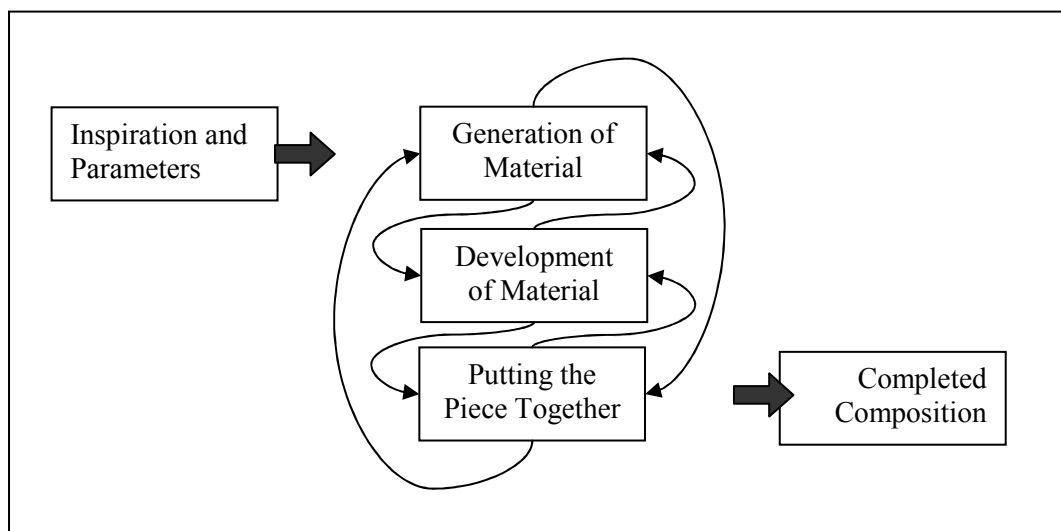 Inspiration and
Parameters
Generation of
Material
Development
of Material
Putting the
Piece Together
Completed
Composition